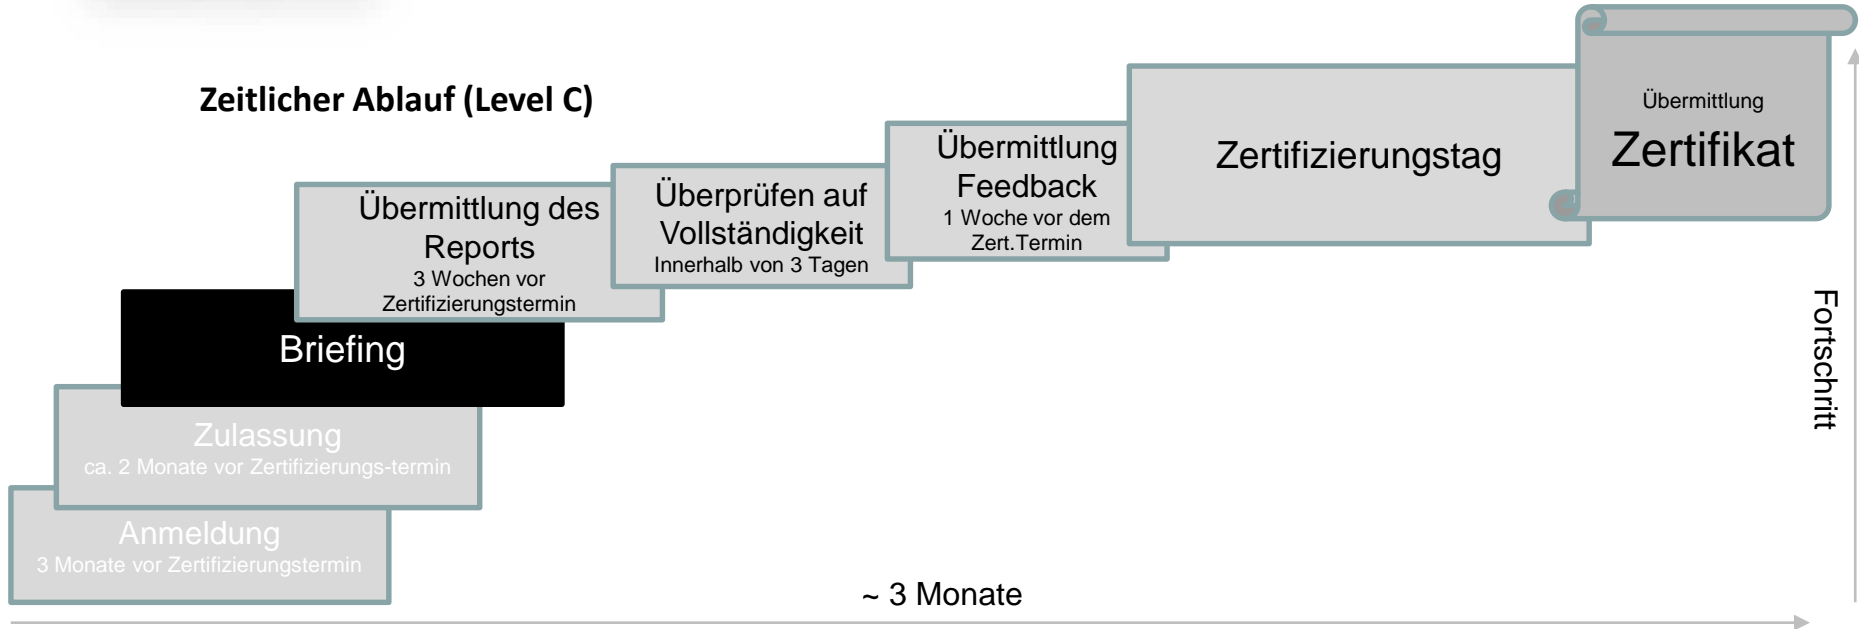 Zeitlicher Ablauf (Level C)
Anmeldung
3 Monate vor Zertifizierungstermin
Zulassung
ca. 2 Monate vor Zertifizierungs-termin
Briefing
Übermittlung des
Reports
3 Wochen vor
Zertifizierungstermin
Überprüfen auf
Vollständigkeit
Innerhalb von 3 Tagen
Übermittlung
Feedback
1 Woche vor dem
Zert.Termin
Zertifizierungstag
Übermittlung
Zertifikat
Fortschritt
~ 3 Monate